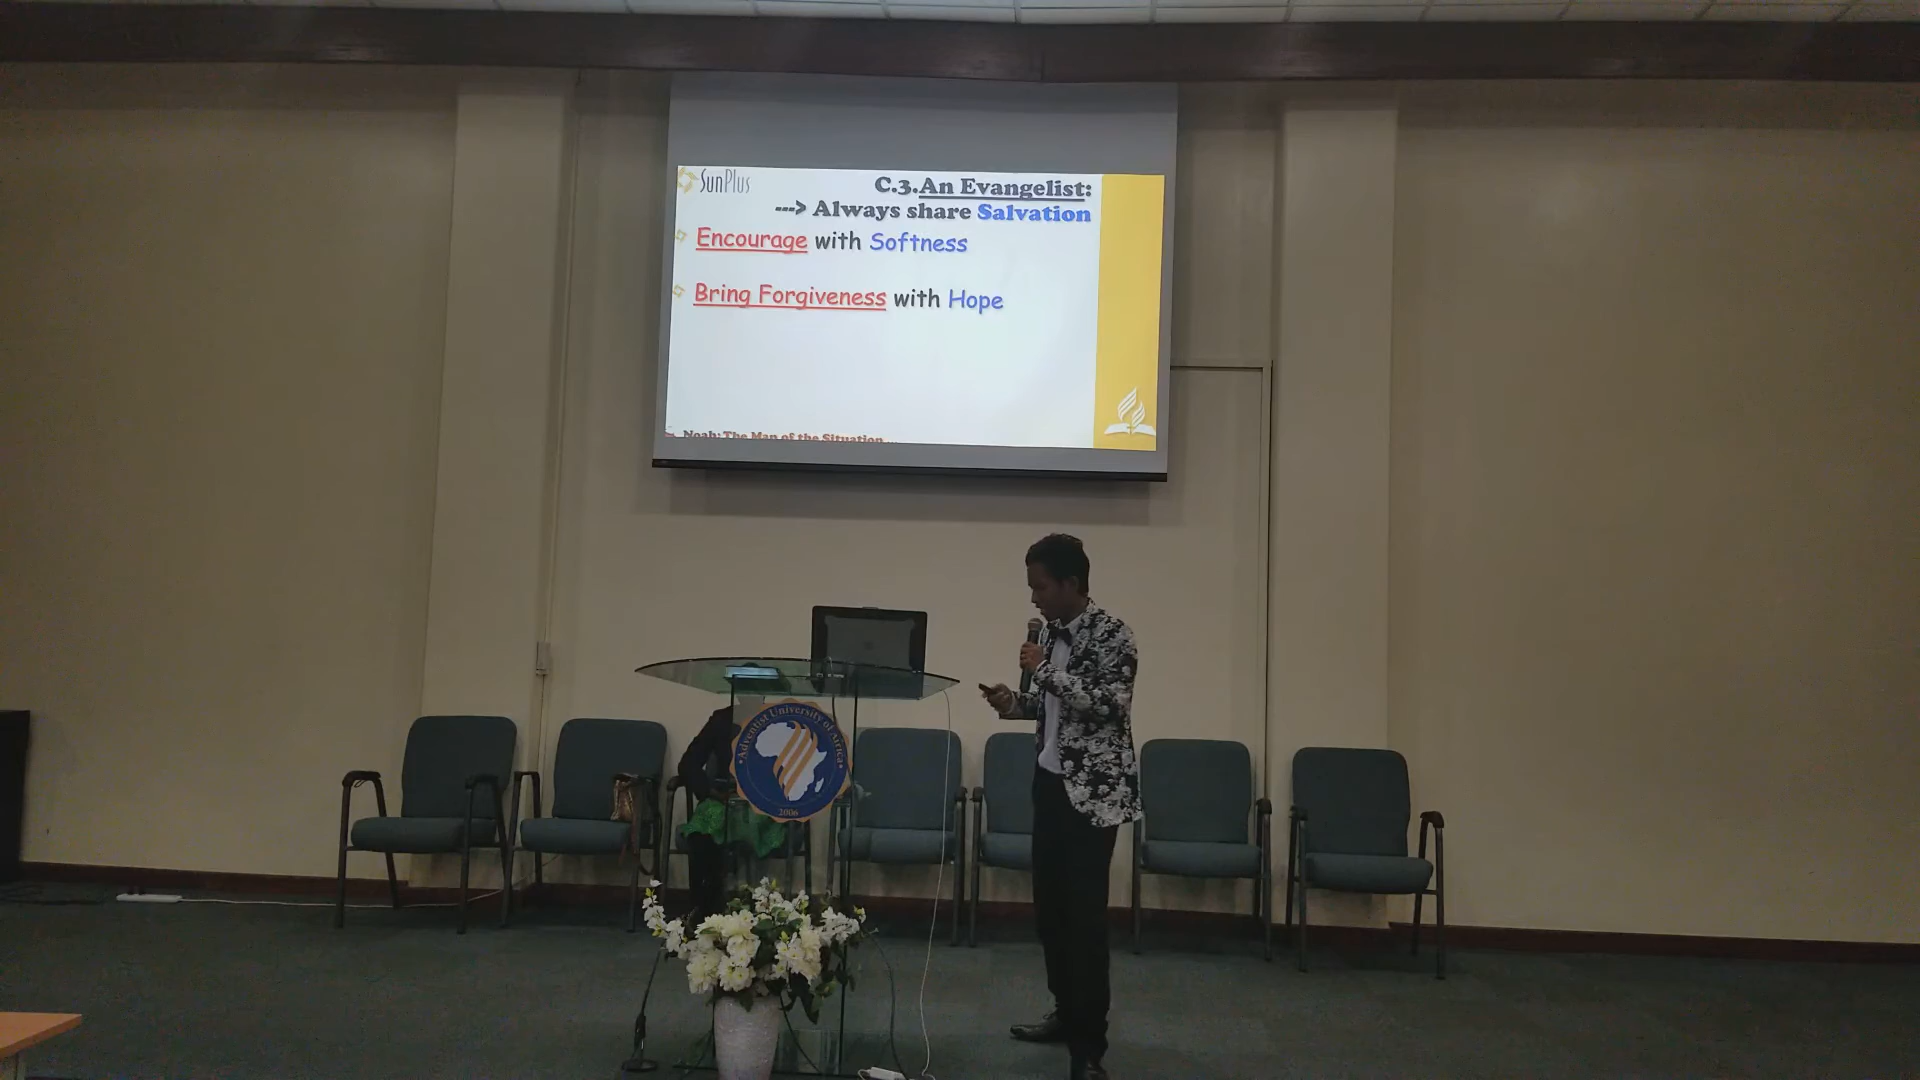 SunPlus
C.3.An Evangelist:
---> Always share Salvation
Encourage with Softness
Bring Forgiveness with Hope
Noah: The Man of the Situation...
Adventist University of Africa
2006